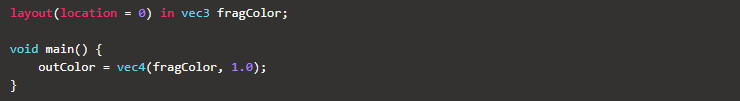 layout(location = 0) in vec3 fragColor;
void main() {
    outColor = vec4(fragColor, 1.0);
}